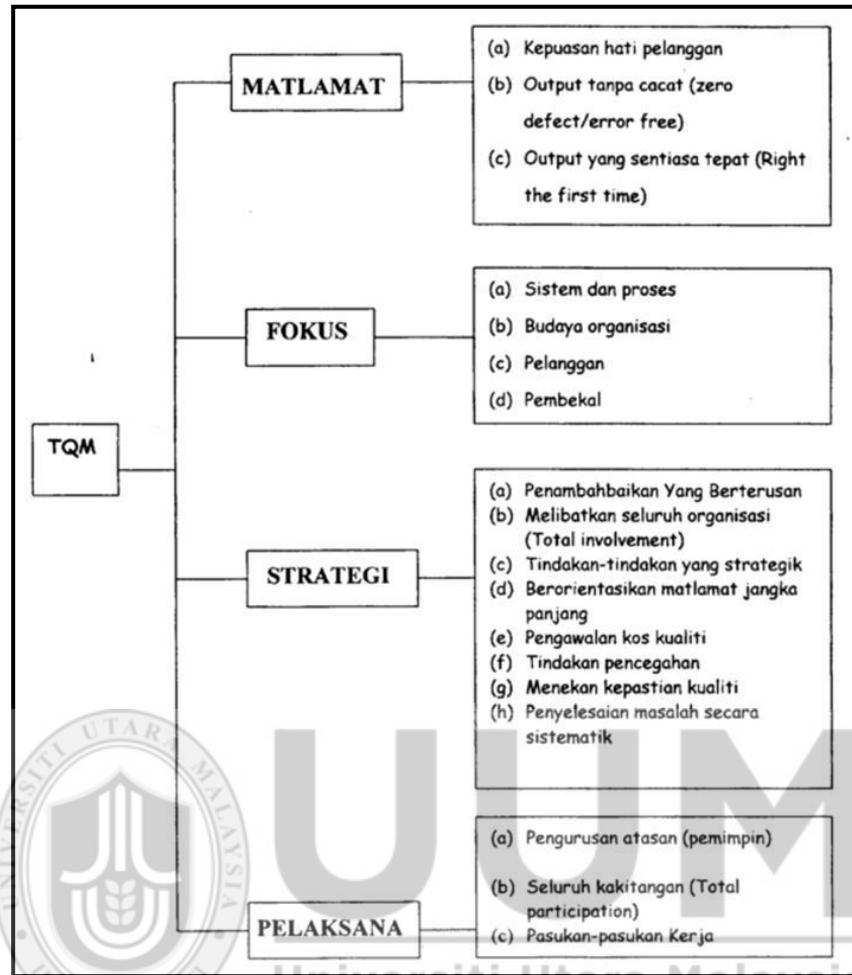 MATLAMAT
(a) Kepuasan hati pelanggan
(b) Output tanpa cacat (zero
defect/error free)
(c) Output yang sentiasa tepat (Right
the first time)
FOKUS
(a) Sistem dan proses
(b) Budaya organisasi
(c) Pelanggan
(d) Pembekal
TQM
STRATEGI
(a) Penambahbaikan Yang Berterusan
(b) Melibatkan seluruh organisasi
(Total involvement)
(c) Tindakan-tindakan yang strategik
(d) Berorientasikan matlamat jangka
panjang
(e) Pengawalan kos kualiti
(f) Tindakan pencegahan
(g) Menekan kepastian kualiti
(h) Penyelesaian masalah secara
sistematik
PELAKSANA
(a) Pengurusan atasan (pemimpin)
(b) Seluruh kakitangan (Total
participation)
(c) Pasukan-pasukan Kerja
UNIVERSITI UTARA MALAYSIA
UUM